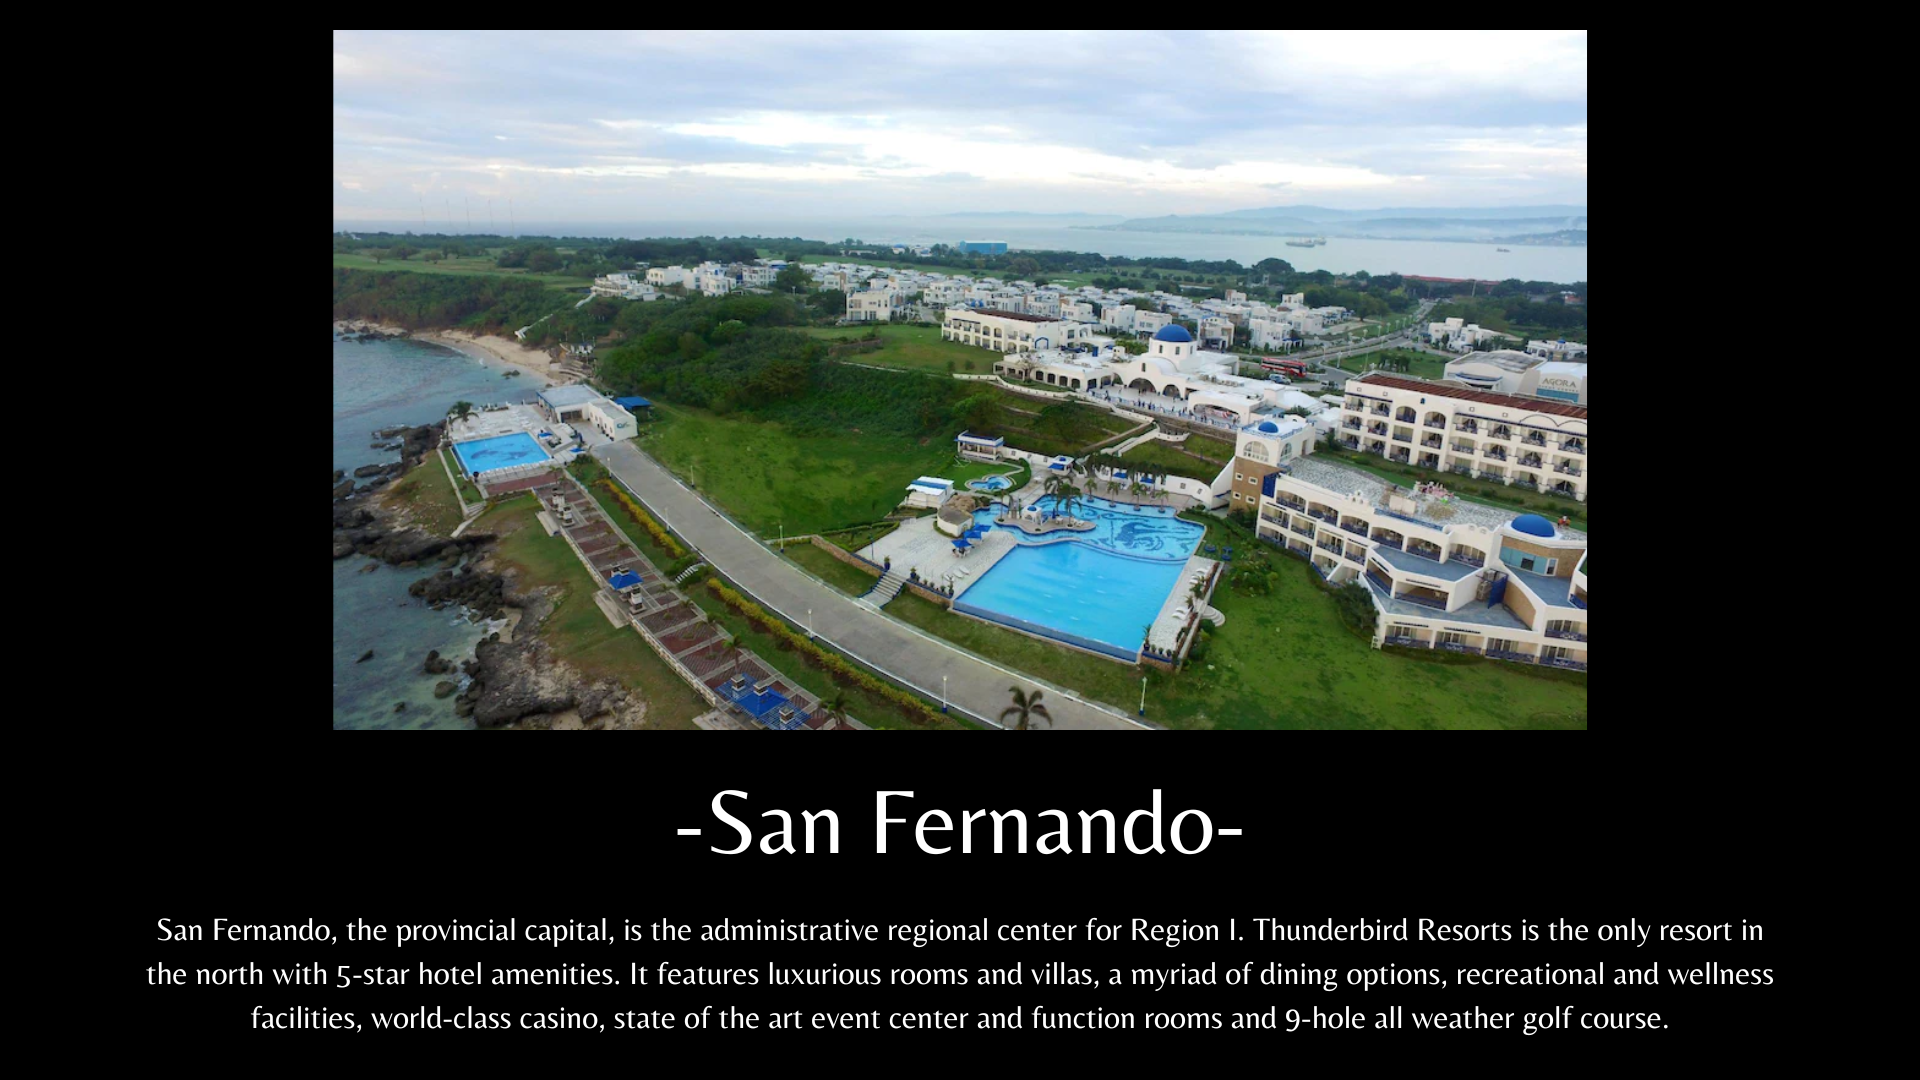 AGORA
-San Fernando-
San Fernando, the provincial capital, is the administrative regional center for Region I. Thunderbird Resorts is the only resort in
the north with 5-star hotel amenities. It features luxurious rooms and villas, a myriad of dining options, recreational and wellness
facilities, world-class casino, state of the art event center and function rooms and 9-hole all weather golf course.